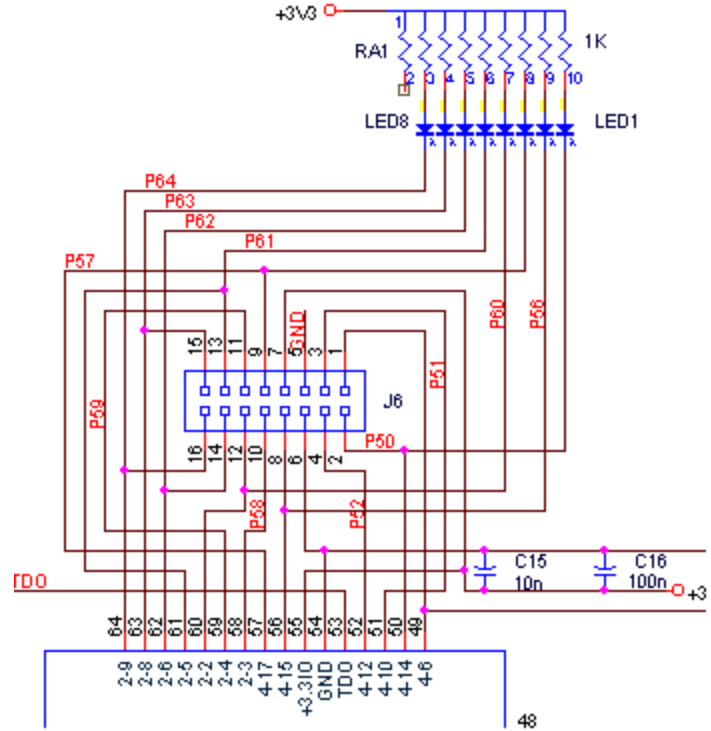 +3V3
1
RA1
1K
2 3 4 5 6 7 8 9 10
LED8
LED1
P64
P63
P62
P61
P57
P60
P56
GND
15 13 11 9 7 5 3 1
P51
P59
J6
P50
16 14 12 10 8 6 4 2
P58
P52
C15
10n
C16
100n
TDO
+3
64 63 62 61 60 59 58 57 56 55 54 53 52 51 50 49
2-9 2-8 2-6 2-5 2-2 2-4 2-3 4-17 4-15 +3.3IO GND TDO 4-12 4-10 4-14 4-6
48